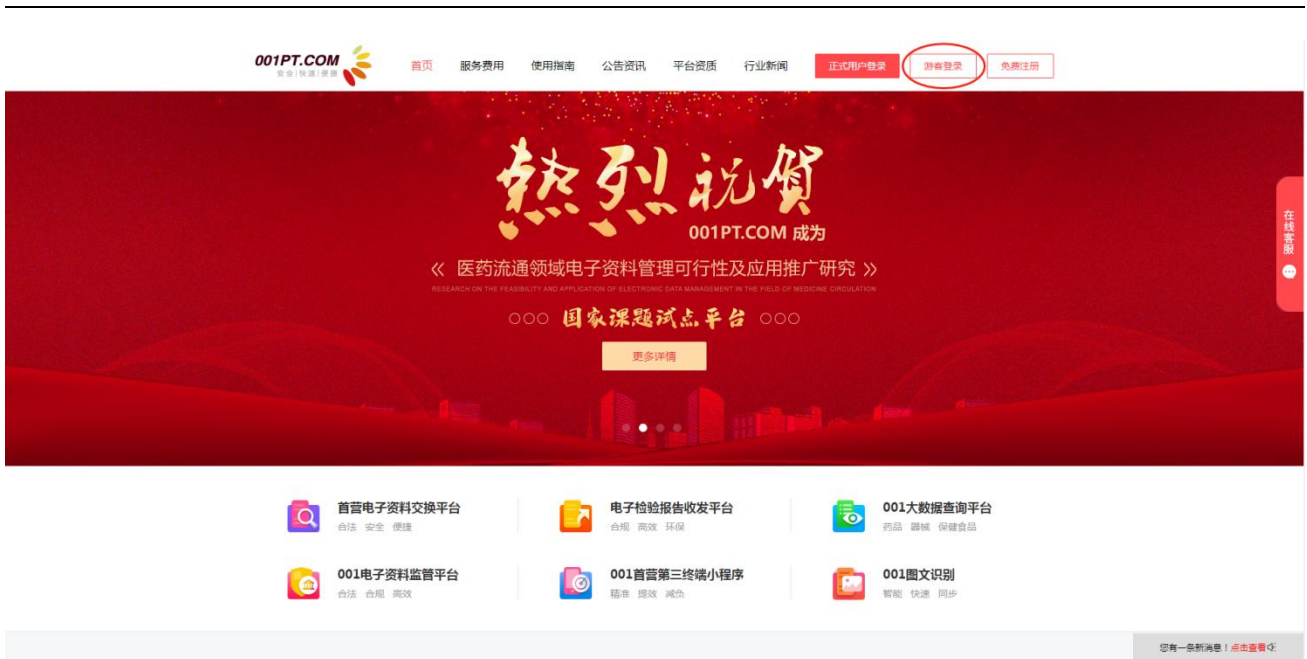 001PT.COM
安全|快速|便捷
首页 服务费用 使用指南 公告资讯 平台资质 行业新闻 正式用户登录 游客登录 免费注册
熱烈祝賀
001PT.COM 成为
《 医药流通领域电子资料管理可行性及应用推广研究 》
RESEARCH ON THE FEASIBILITY AND APPLICATION OF ELECTRONIC DATA MANAGEMENT IN THE FIELD OF MEDICINE CIRCULATION
国家课题试点平台
更多详情
在线客服
首营电子资料交换平台 电子检验报告收发平台 001大数据查询平台
合法 安全 便捷 合规 高效 环保 药品 器械 保健食品
001电子资料监管平台 001首营第三终端小程序 001图文识别
合法 合规 高效 精准 提效 减负 智能 快速 同步
您有一条新消息！点击查看